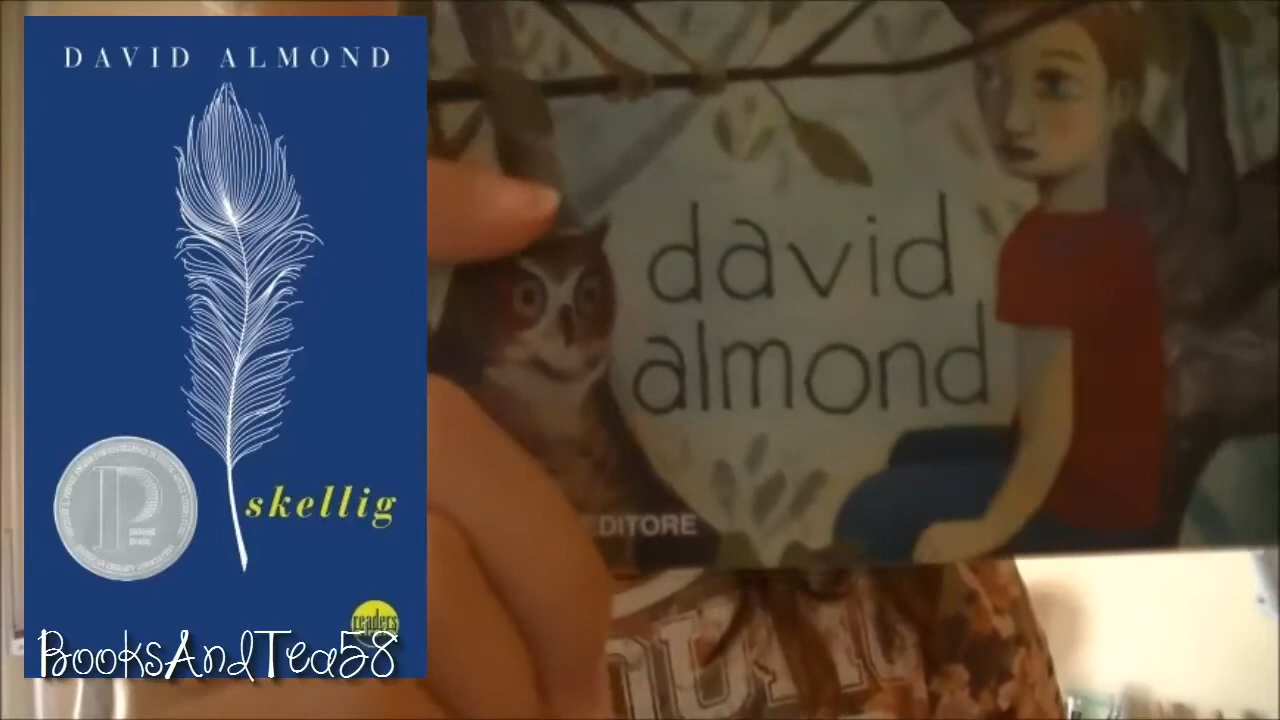 DAVID ALMOND
skellig
readers
BooksAndTea58
david
almond
EDITORE